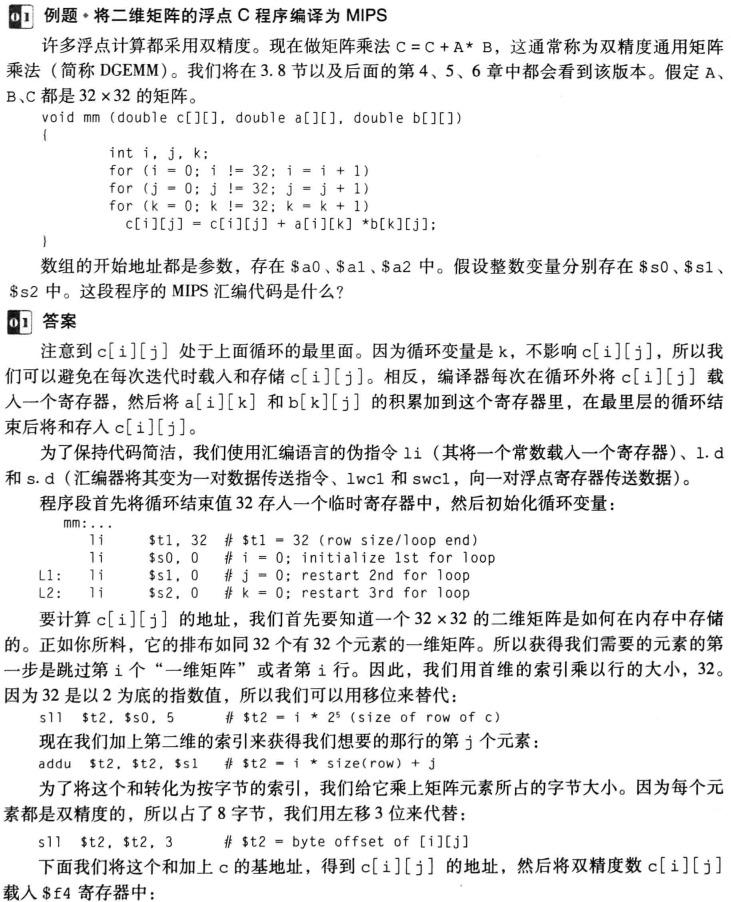 01 例题·将二维矩阵的浮点 C 程序编译为 MIPS
许多浮点计算都采用双精度。现在做矩阵乘法 C=C+A* B，这通常称为双精度通用矩阵
乘法（简称 DGEMM）。我们将在 3.8 节以及后面的第 4、5、6 章中都会看到该版本。假定 A、
B、C 都是 32×32 的矩阵。
void mm (double c[][], double a[][], double b[][])
{
int i, j, k;
for (i = 0; i != 32; i = i + 1)
for (j = 0; j != 32; j = j + 1)
for (k = 0; k != 32; k = k + 1)
c[i][j] = c[i][j] + a[i][k] *b[k][j];
}
数组的开始地址都是参数，存在 $a0、$a1、$a2 中。假设整数变量分别存在 $s0、$s1、
$s2 中。这段程序的 MIPS 汇编代码是什么？
01 答案
注意到 c[i][j] 处于上面循环的最里面。因为循环变量是 k，不影响 c[i][j]，所以我
们可以避免在每次迭代时载入和存储 c[i][j]。相反，编译器每次在循环外将 c[i][j] 载
入一个寄存器，然后将 a[i][k] 和 b[k][j] 的积累加到这个寄存器里，在最里层的循环结
束后将和存入 c[i][j]。
为了保持代码简洁，我们使用汇编语言的伪指令 li（其将一个常数载入一个寄存器）、l.d
和 s.d（汇编器将其变为一对数据传送指令、lwc1 和 swc1，向一对浮点寄存器传送数据）。
程序段首先将循环结束值 32 存入一个临时寄存器中，然后初始化循环变量：
mm:...
li $t1, 32 # $t1 = 32 (row size/loop end)
li $s0, 0 # i = 0; initialize 1st for loop
L1: li $s1, 0 # j = 0; restart 2nd for loop
L2: li $s2, 0 # k = 0; restart 3rd for loop
要计算 c[i][j] 的地址，我们首先要知道一个 32×32 的二维矩阵是如何在内存中存储
的。正如你所料，它的排布如同 32 个有 32 个元素的一维矩阵。所以获得我们需要的元素的第
一步是跳过第 i 个“一维矩阵”或者第 i 行。因此，我们用首维的索引乘以行的大小，32。
因为 32 是以 2 为底的指数值，所以我们可以用移位来替代：
sll $t2, $s0, 5 # $t2 = i * 2⁵ (size of row of c)
现在我们加上第二维的索引来获得我们想要的那行的第 j 个元素：
addu $t2, $t2, $s1 # $t2 = i * size(row) + j
为了将这个和转化为按字节的索引，我们给它乘上矩阵元素所占的字节大小。因为每个元
素都是双精度的，所以占了 8 字节，我们用左移 3 位来代替：
sll $t2, $t2, 3 # $t2 = byte offset of [i][j]
下面我们将这个和加上 c 的基地址，得到 c[i][j] 的地址，然后将双精度数 c[i][j]
载入 $f4 寄存器中：